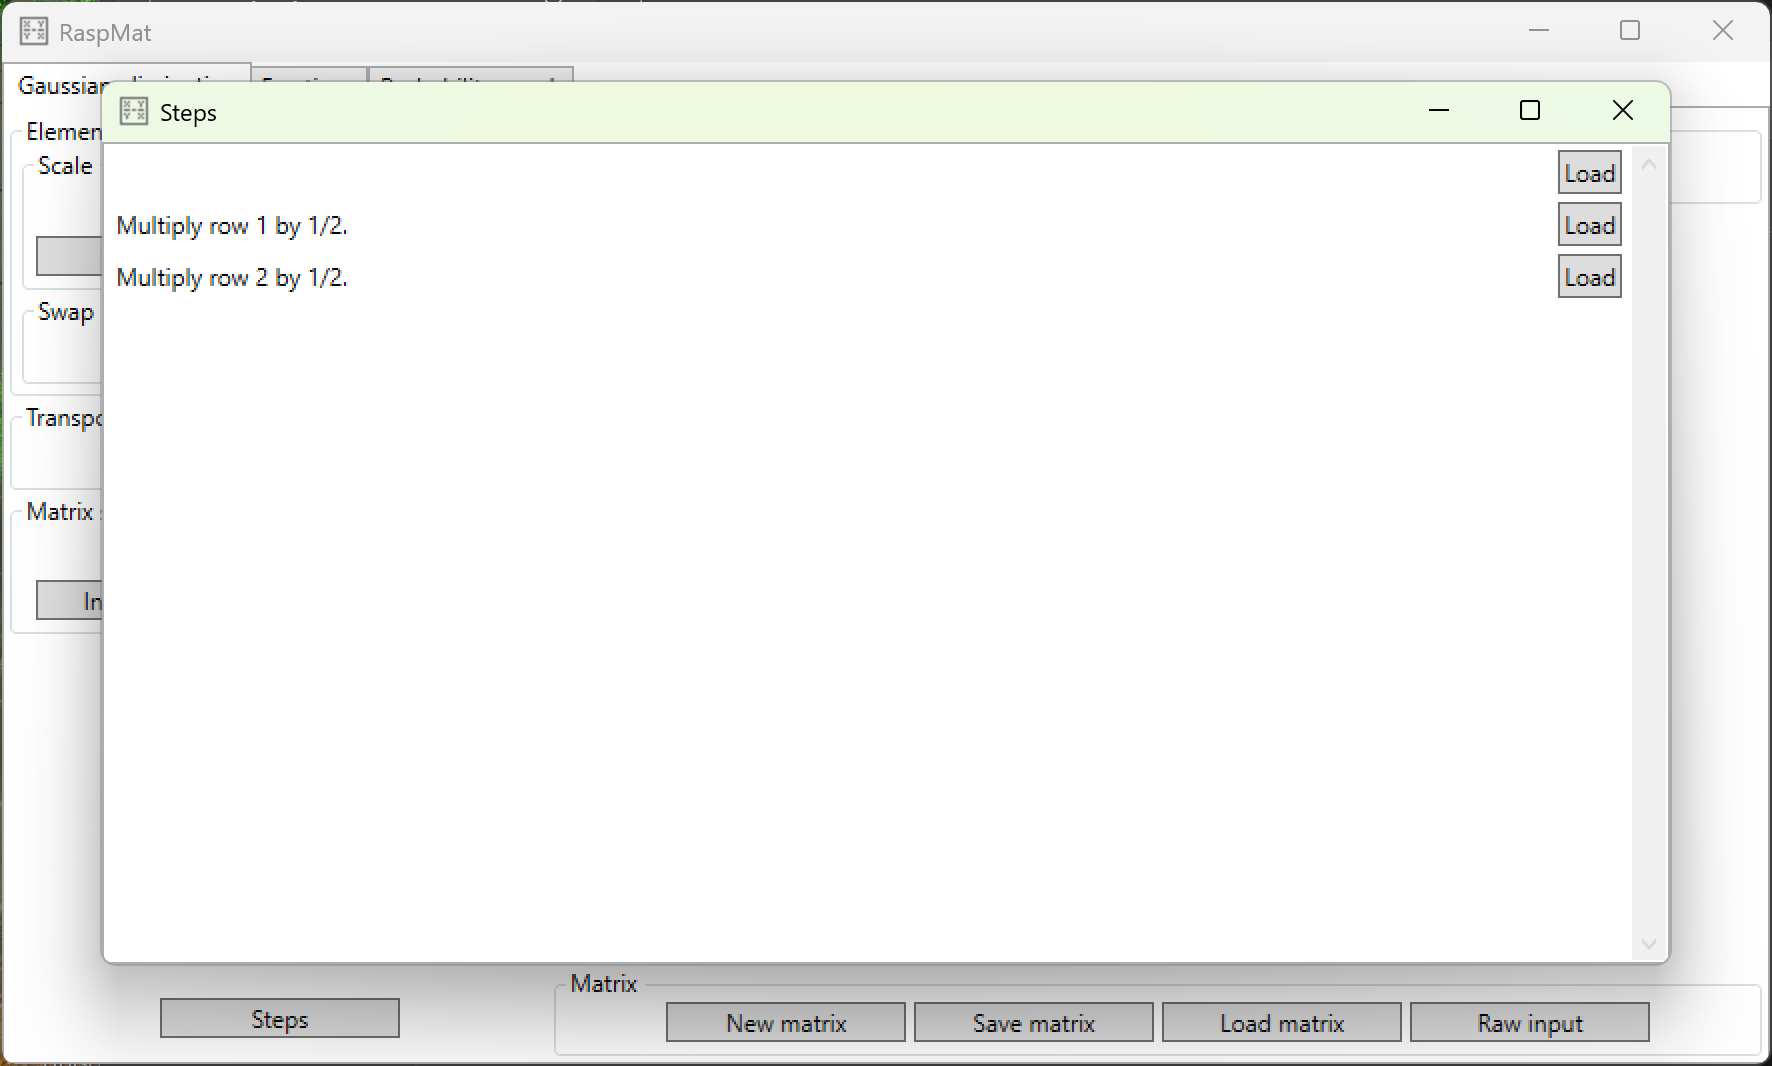 RaspMat
Gaussian
Steps
Elemen
Scale
Load
Multiply row 1 by 1/2.
Load
Multiply row 2 by 1/2.
Load
Swap
Transpo
Matrix
In
Matrix
Steps
New matrix
Save matrix
Load matrix
Raw input